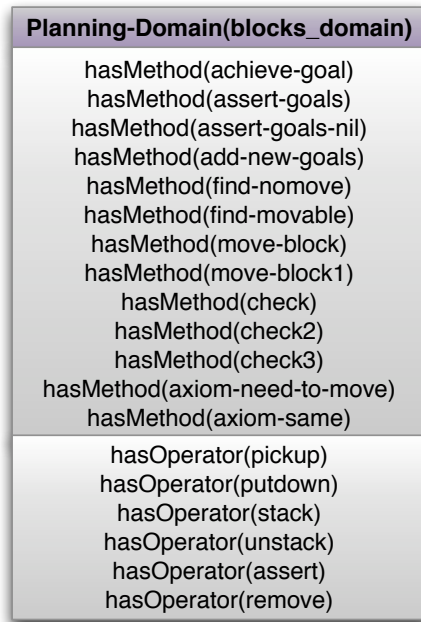 Planning-Domain(blocks_domain)
hasMethod(achieve-goal)
hasMethod(assert-goals)
hasMethod(assert-goals-nil)
hasMethod(add-new-goals)
hasMethod(find-nomove)
hasMethod(find-movable)
hasMethod(move-block)
hasMethod(move-block1)
hasMethod(check)
hasMethod(check2)
hasMethod(check3)
hasMethod(axiom-need-to-move)
hasMethod(axiom-same)
hasOperator(pickup)
hasOperator(putdown)
hasOperator(stack)
hasOperator(unstack)
hasOperator(assert)
hasOperator(remove)